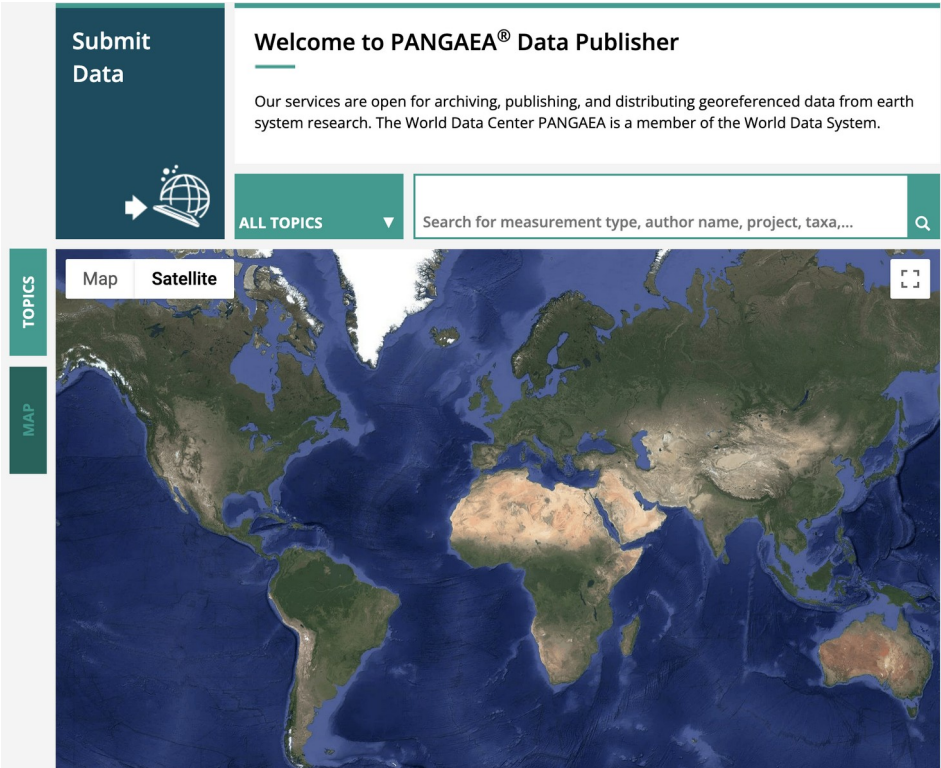 Submit
Data
Welcome to PANGAEA® Data Publisher
Our services are open for archiving, publishing, and distributing georeferenced data from earth
system research. The World Data Center PANGAEA is a member of the World Data System.
ALL TOPICS ▼
Search for measurement type, author name, project, taxa,...
TOPICS
MAP
Map
Satellite